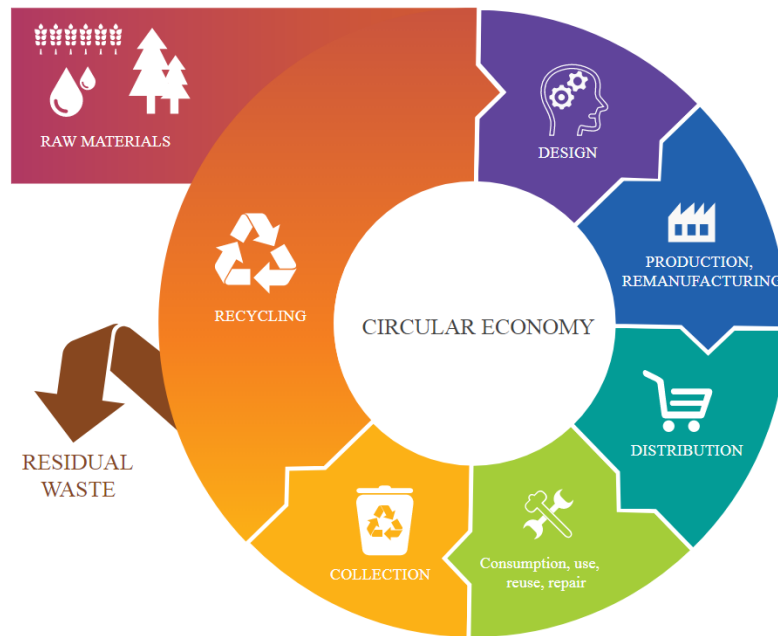 RAW MATERIALS
DESIGN
PRODUCTION,
REMANUFACTURING
RECYCLING
CIRCULAR ECONOMY
DISTRIBUTION
RESIDUAL
WASTE
COLLECTION
Consumption, use,
reuse, repair